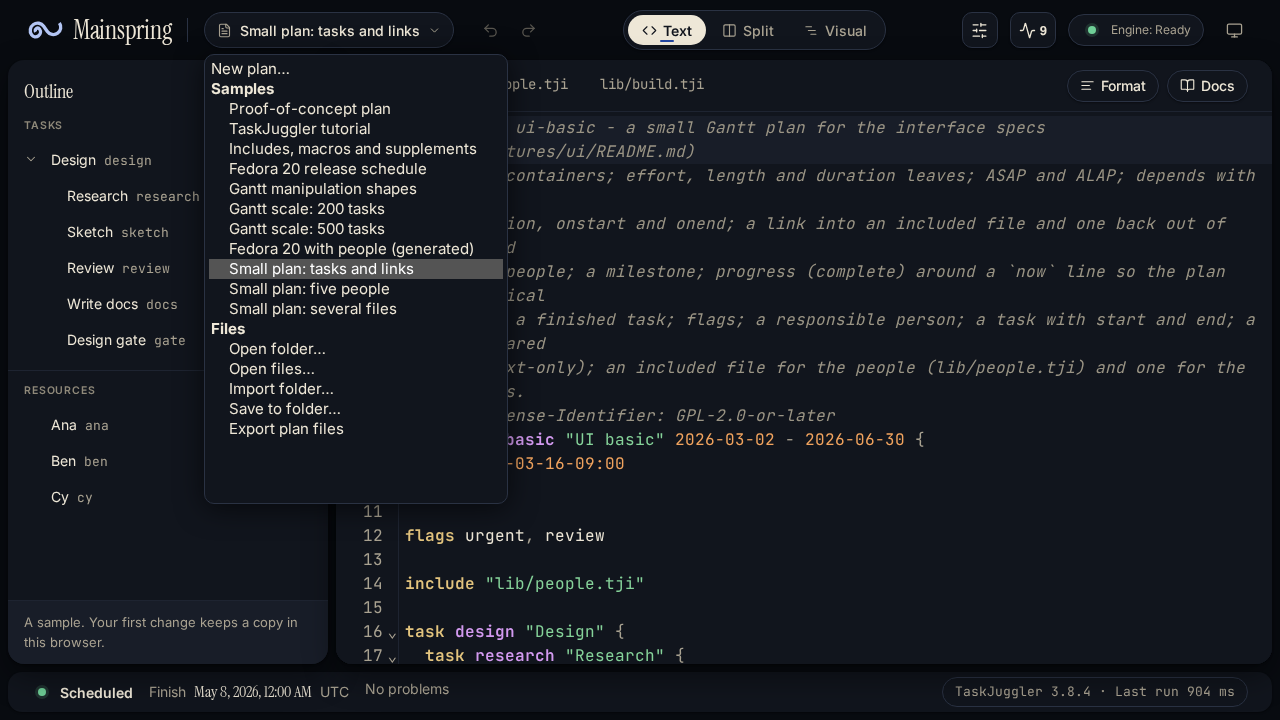 Mainspring
Small plan: tasks and links
Text
Split
Visual
9
Engine: Ready
Outline
TASKS
Design design
Research research
Sketch sketch
Review review
Write docs docs
Design gate gate
RESOURCES
Ana ana
Ben ben
Cy cy
A sample. Your first change keeps a copy in
this browser.
New plan...
Samples
Proof-of-concept plan
TaskJuggler tutorial
Includes, macros and supplements
Fedora 20 release schedule
Gantt manipulation shapes
Gantt scale: 200 tasks
Gantt scale: 500 tasks
Fedora 20 with people (generated)
Small plan: tasks and links
Small plan: five people
Small plan: several files
Files
Open folder...
Open files...
Import folder...
Save to folder...
Export plan files
ople.tji
lib/build.tji
Format
Docs
ui-basic - a small Gantt plan for the interface specs
tures/ui/README.md)
containers; effort, length and duration leaves; ASAP and ALAP; depends with
ion, onstart and onend; a link into an included file and one back out of
d
people; a milestone; progress (complete) around a `now` line so the plan
ical
a finished task; flags; a responsible person; a task with start and end; a
ared
xt-only); an included file for the people (lib/people.tji) and one for the
s.
ense-Identifier: GPL-2.0-or-later
basic "UI basic" 2026-03-02 - 2026-06-30 {
-03-16-09:00
11
12 flags urgent, review
13
14 include "lib/people.tji"
15
16 task design "Design" {
17 task research "Research" {
Scheduled
Finish May 8, 2026, 12:00 AM UTC
No problems
TaskJuggler 3.8.4 · Last run 904 ms